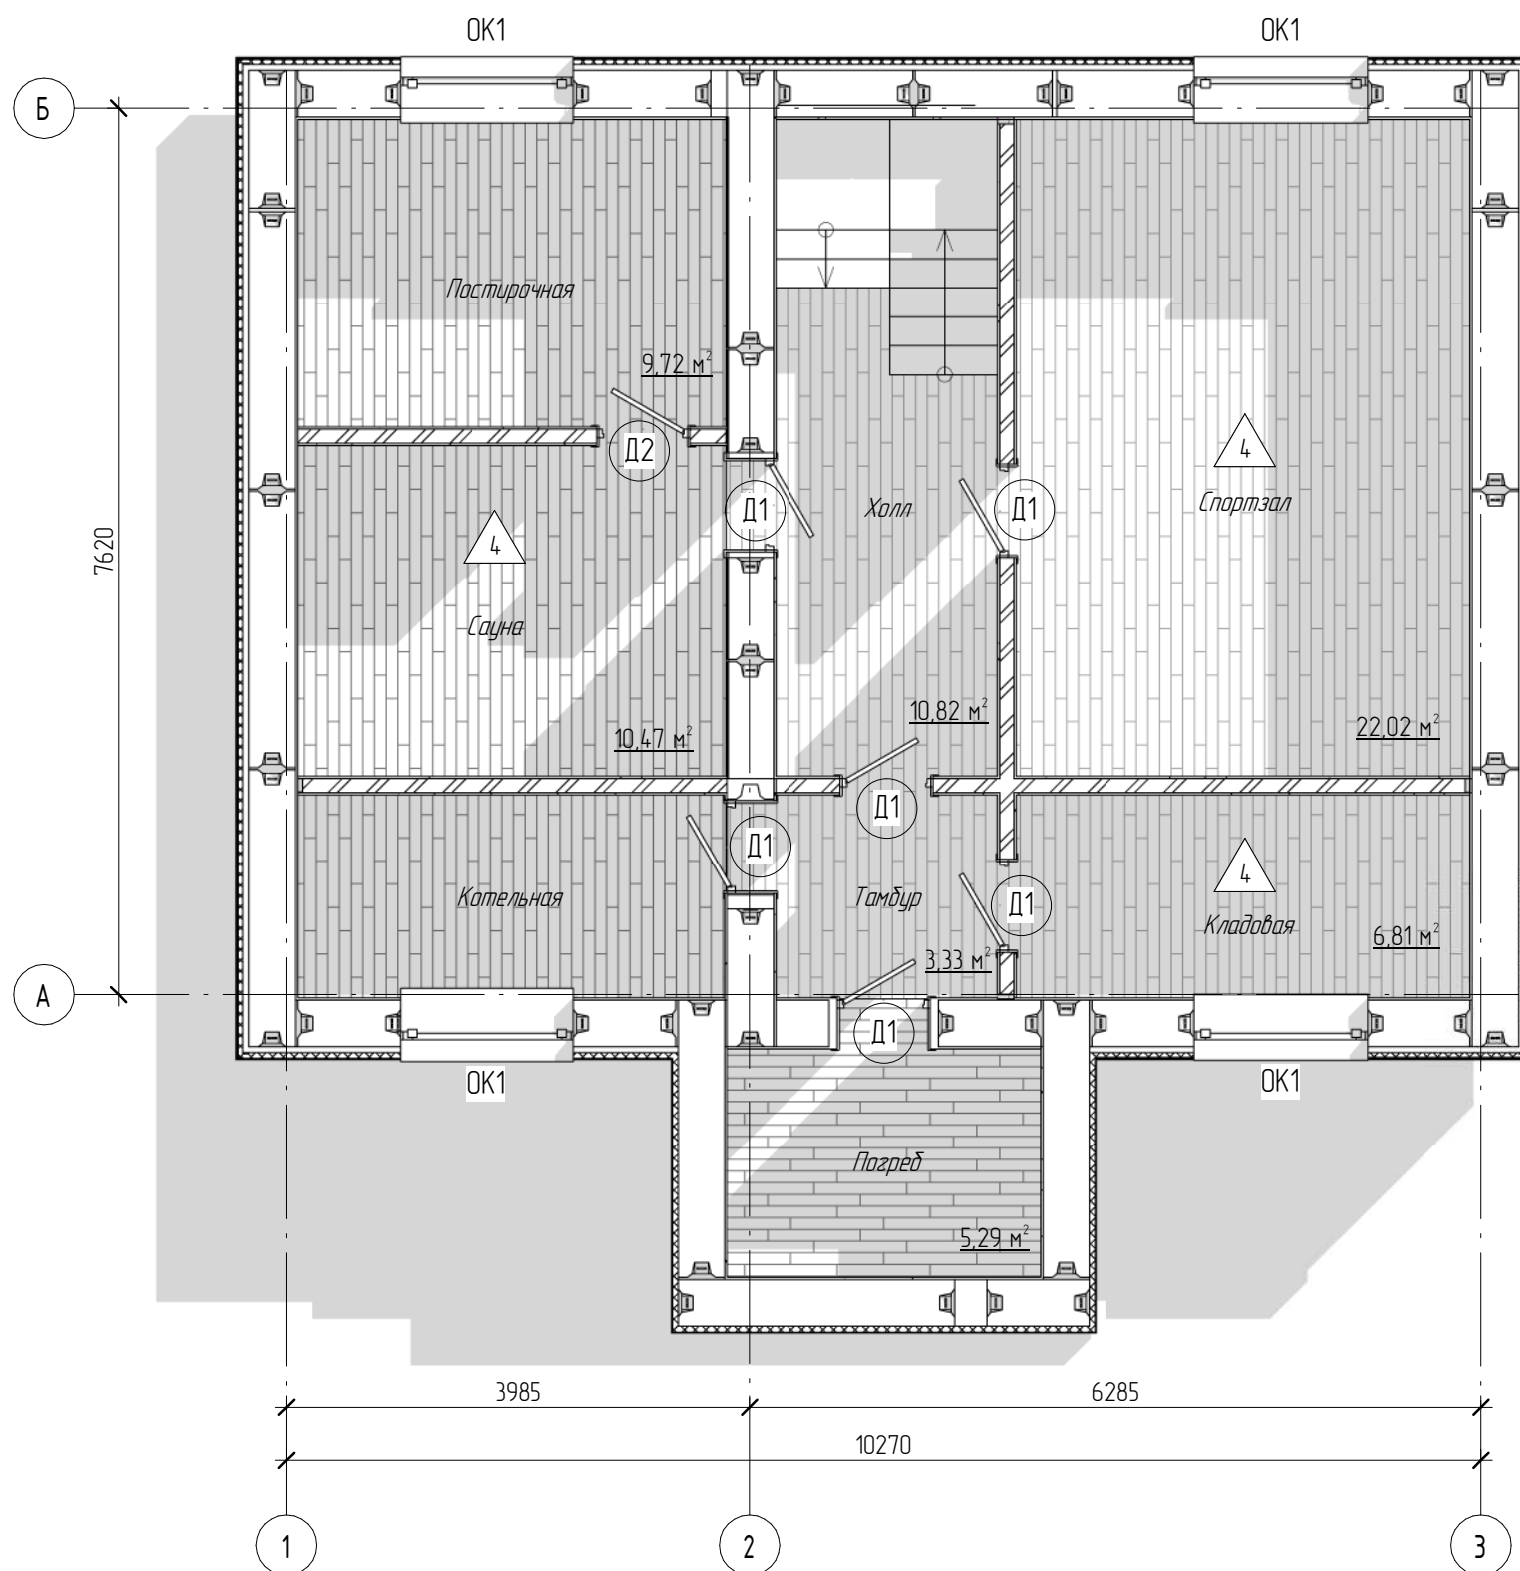 ОК1
ОК1
Б
Постирочная
9,72 м²
Д2
4
Д1
Холл
Д1
Спортзал
4
7620
Сауна
10,47 м²
10,82 м²
22,02 м²
Д1
Д1
4
Котельная
Тамбур
Д1
Кладовая
6,81 м²
3,33 м²
А
Д1
ОК1
ОК1
Погреб
5,29 м²
3985
6285
10270
1
2
3